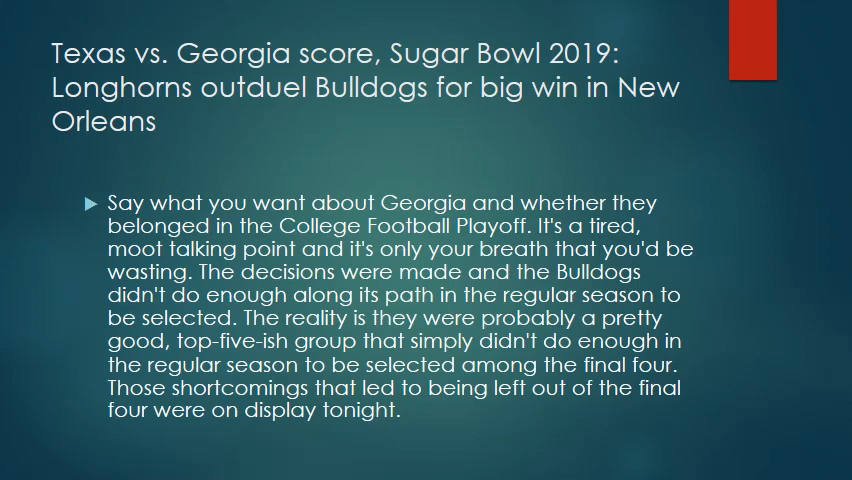 Texas vs. Georgia score, Sugar Bowl 2019:
Longhorns outduel Bulldogs for big win in New
Orleans
Say what you want about Georgia and whether they
belonged in the College Football Playoff. It's a tired,
moot talking point and it's only your breath that you'd be
wasting. The decisions were made and the Bulldogs
didn't do enough along its path in the regular season to
be selected. The reality is they were probably a pretty
good, top-five-ish group that simply didn't do enough in
the regular season to be selected among the final four.
Those shortcomings that led to being left out of the final
four were on display tonight.